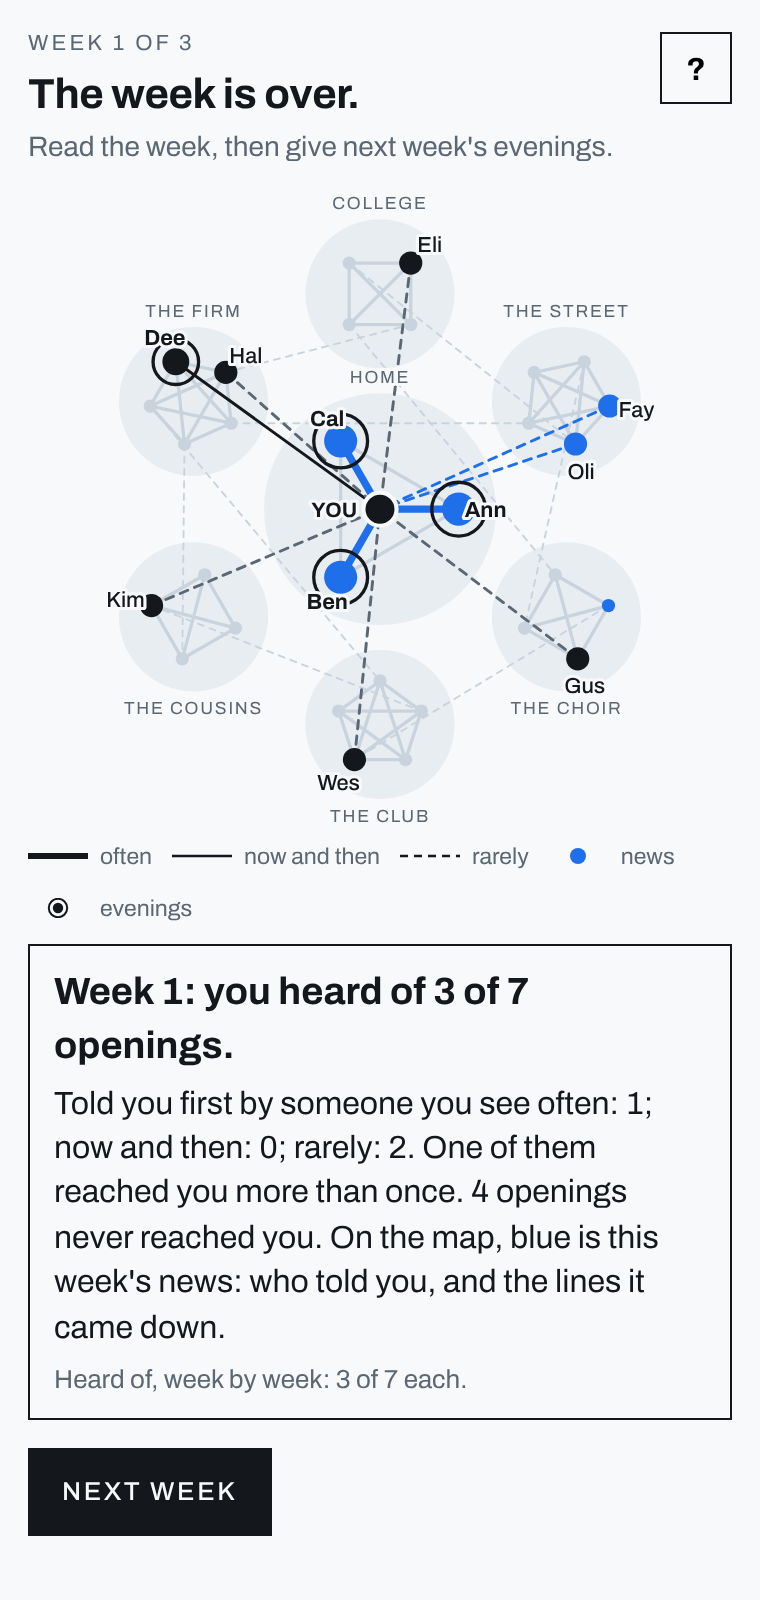 WEEK 1 OF 3
?
The week is over.
Read the week, then give next week's evenings.
COLLEGE
Eli
THE FIRM
THE STREET
Dee
Hal
HOME
Cal
Fay
Oli
YOU
Ann
Kim
Ben
Gus
THE COUSINS
THE CHOIR
Wes
THE CLUB
often
now and then
rarely
news
evenings
Week 1: you heard of 3 of 7
openings.
Told you first by someone you see often: 1;
now and then: 0; rarely: 2. One of them
reached you more than once. 4 openings
never reached you. On the map, blue is this
week's news: who told you, and the lines it
came down.
Heard of, week by week: 3 of 7 each.
NEXT WEEK